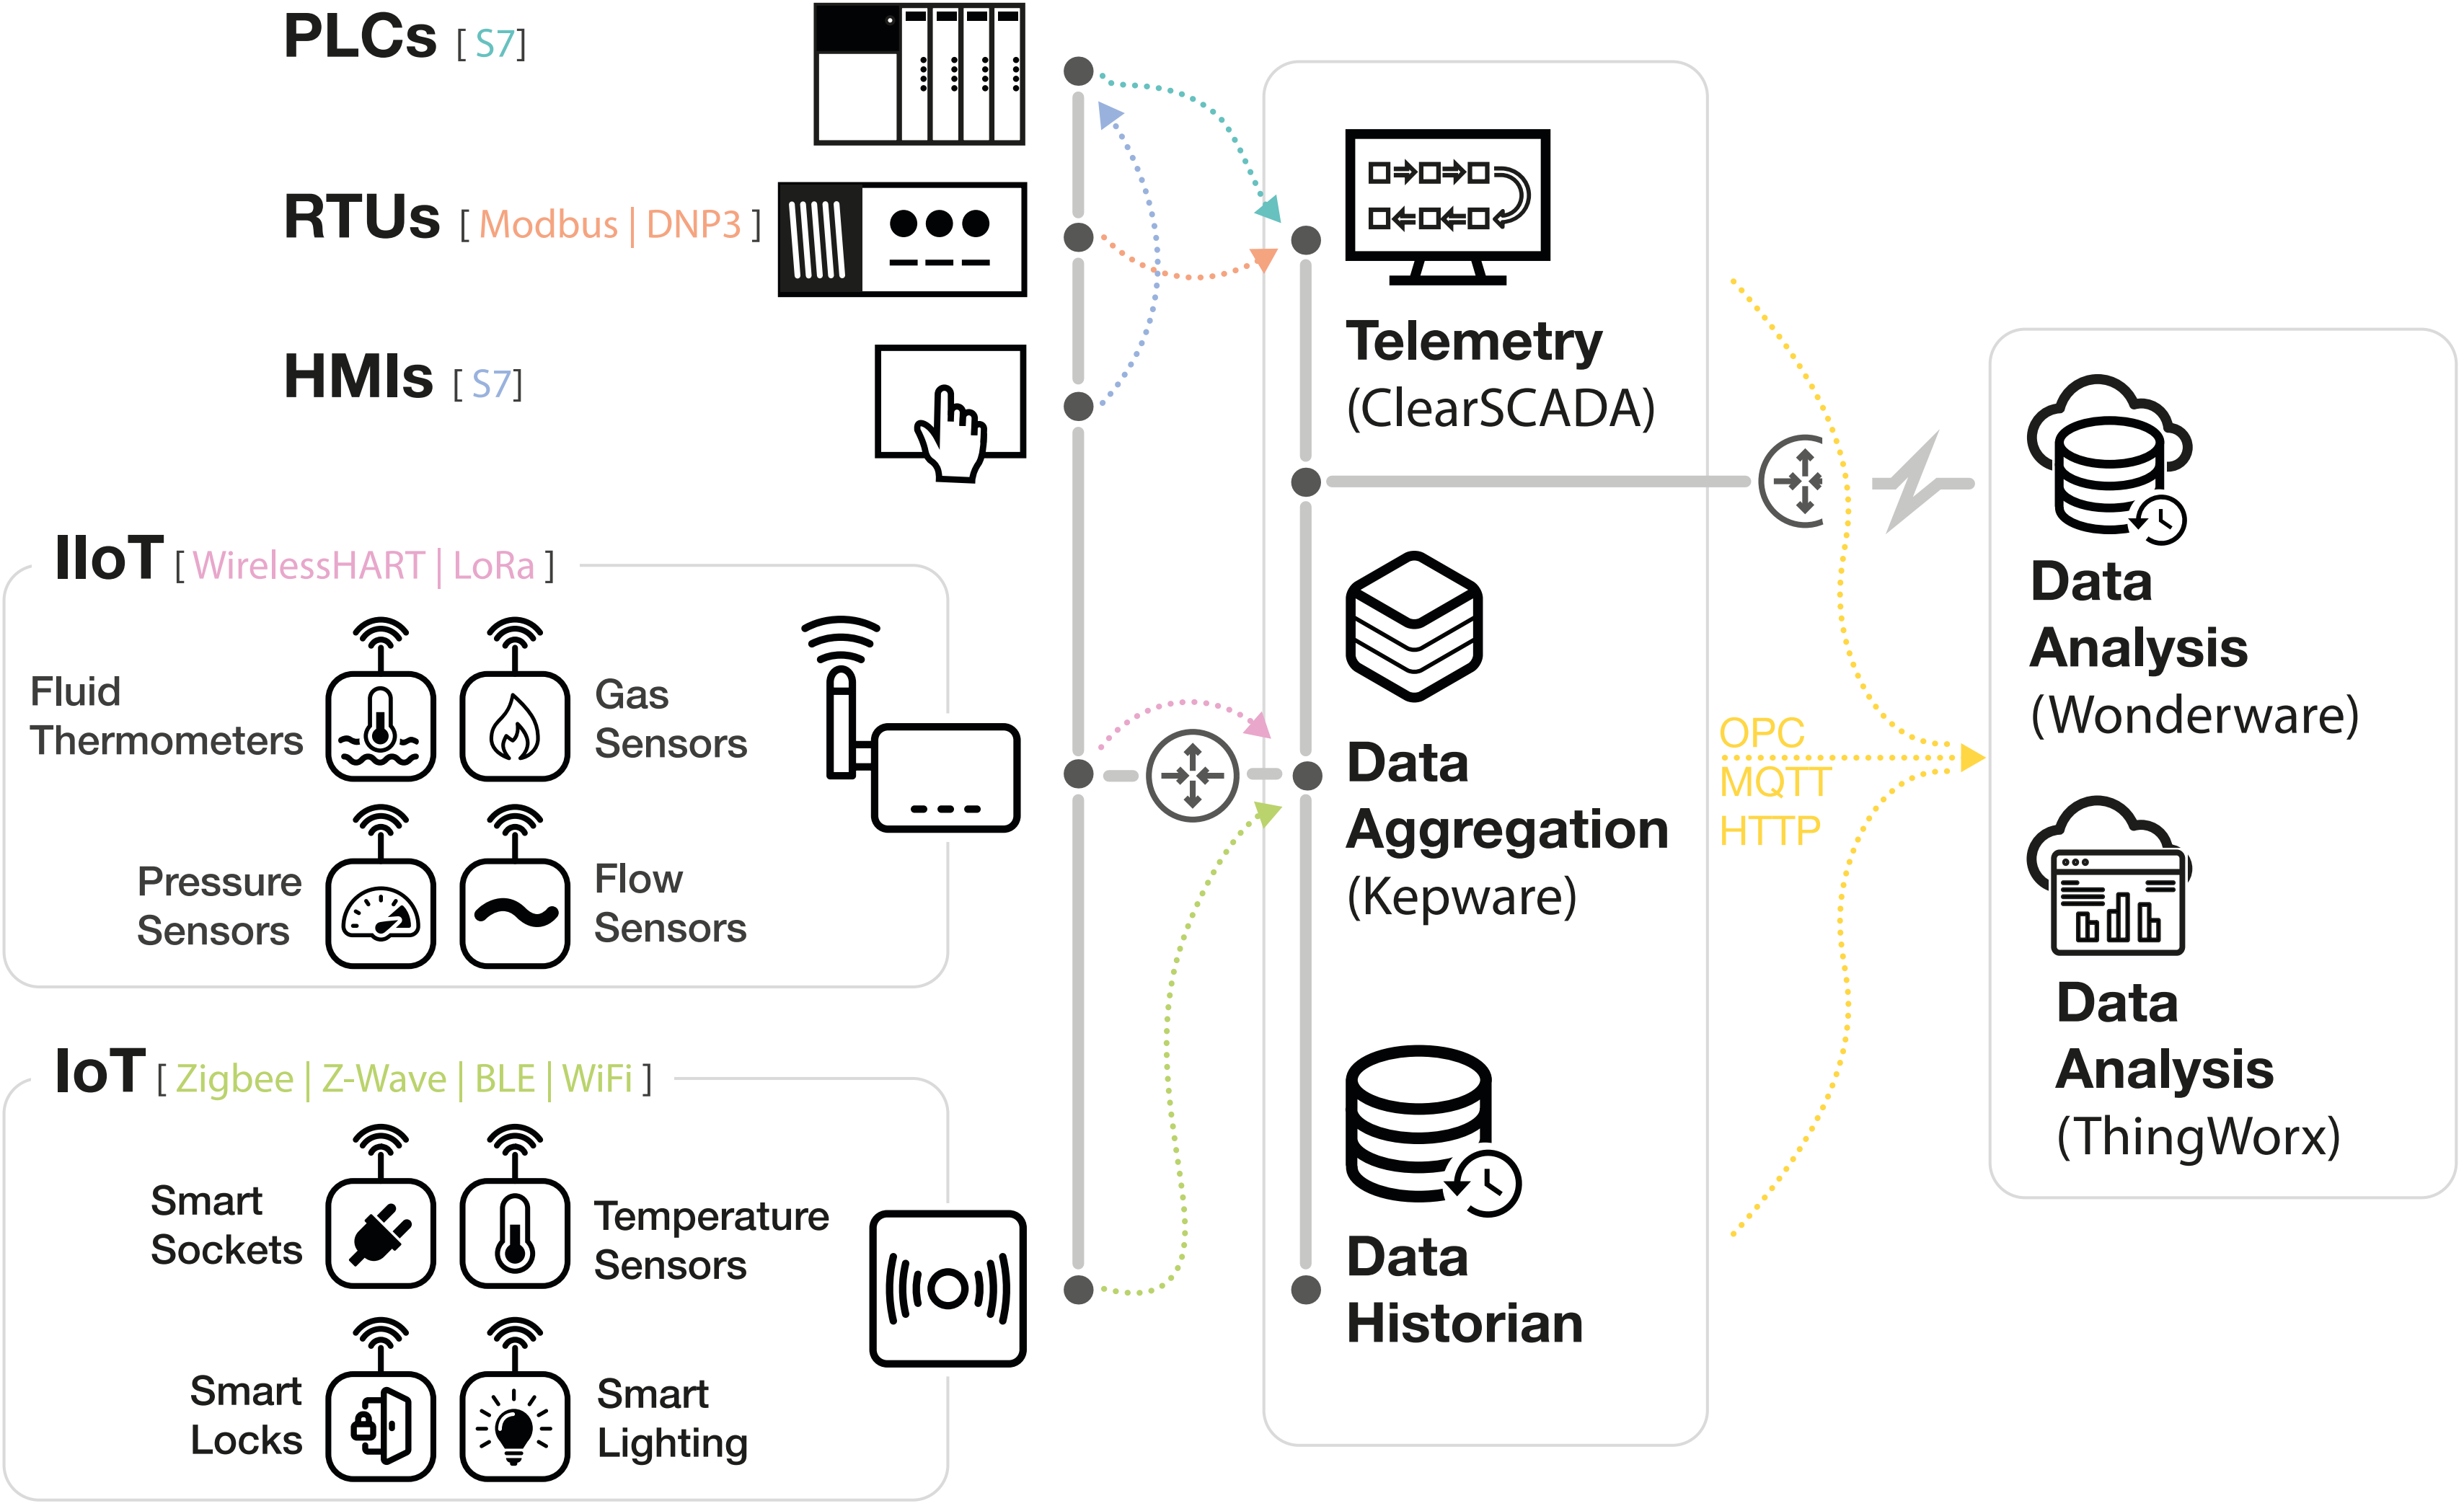 PLCs [ S7]
RTUs [ Modbus | DNP3 ]
HMIs [ S7]
IIoT [ WirelessHART | LoRa ]
Fluid
Thermometers
Gas
Sensors
Pressure
Sensors
Flow
Sensors
IoT [ Zigbee | Z-Wave | BLE | WiFi ]
Smart
Sockets
Temperature
Sensors
Smart
Locks
Smart
Lighting
Telemetry
(ClearSCADA)
Data
Aggregation
(Kepware)
Data
Historian
OPC
MQTT
HTTP
Data
Analysis
(Wonderware)
Data
Analysis
(ThingWorx)